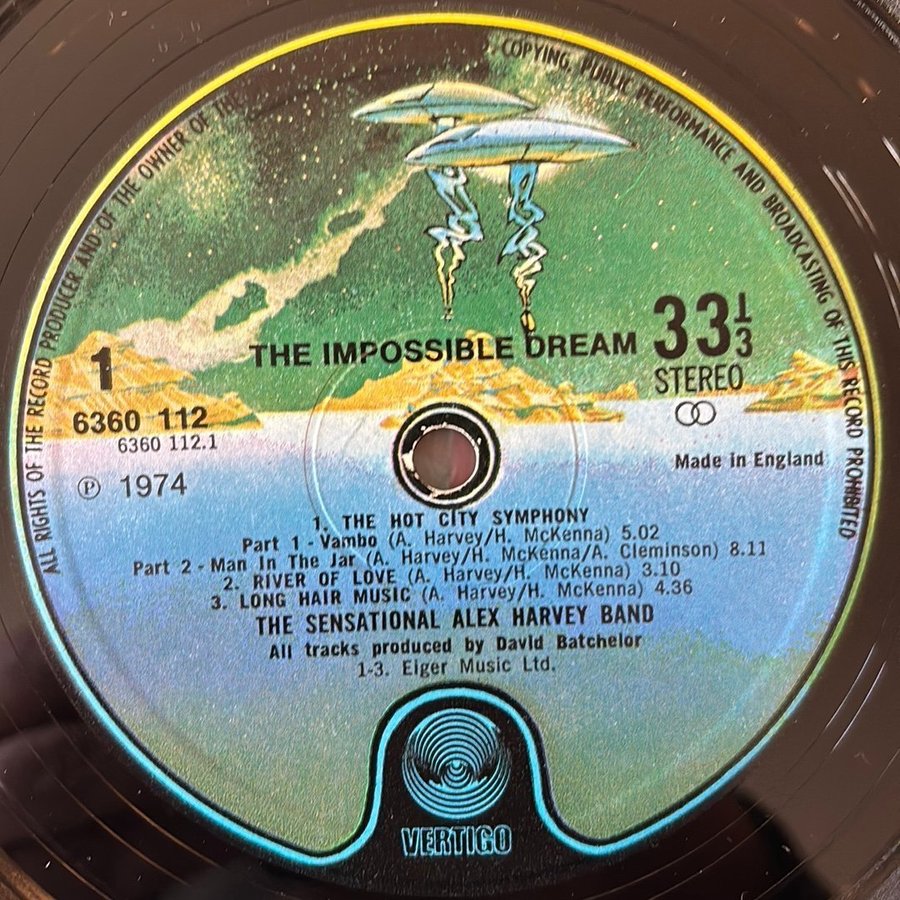 ALL RIGHTS OF THE RECORD PRODUCER AND OF THE OWNER OF THE
COPYING, PUBLIC PERFORMANCE AND BROADCASTING OF THIS RECORD PROHIBITED
THE IMPOSSIBLE DREAM
33 1/3
STEREO
1
6360 112
6360 112.1
Ⓟ 1974
Made in England
1. THE HOT CITY SYMPHONY
Part 1 - Vambo (A. Harvey/H. McKenna) 5.02
Part 2 - Man In The Jar (A. Harvey/H. McKenna/A. Cleminson) 8.11
2. RIVER OF LOVE (A. Harvey/H. McKenna) 3.10
3. LONG HAIR MUSIC (A. Harvey/H. McKenna) 4.36
THE SENSATIONAL ALEX HARVEY BAND
All tracks produced by David Batchelor
1-3. Eiger Music Ltd.
VERTIGO